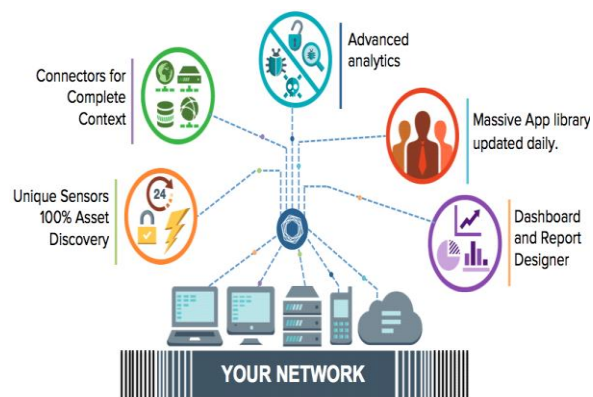 Advanced
analytics
Connectors for
Complete
Context
Massive App library
updated daily.
Unique Sensors
100% Asset
Discovery
24
Dashboard
and Report
Designer
YOUR NETWORK